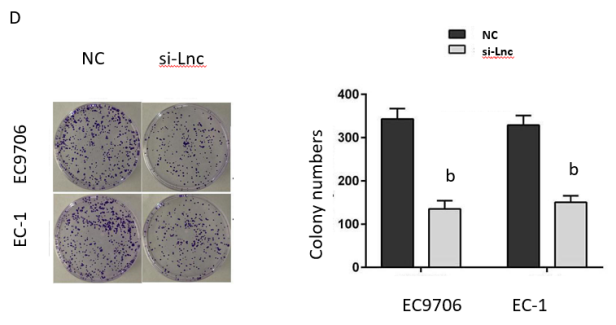 D
NC si-Lnc
EC9706
EC-1
NC
si-Lnc
Colony numbers
400
300
200
100
0
b
b
EC9706 EC-1